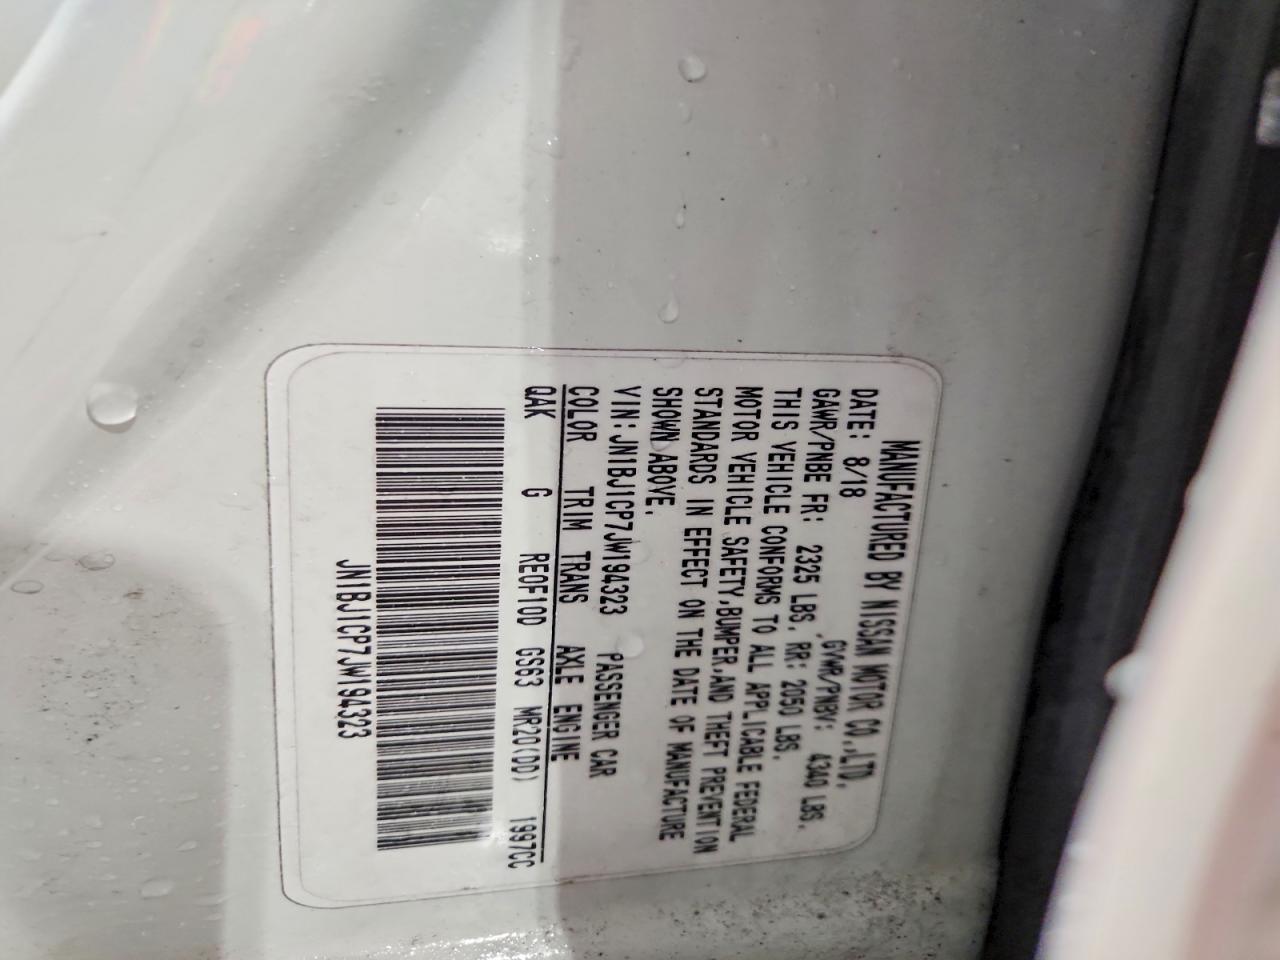 MANUFACTURED BY NISSAN MOTOR CO.,LTD.
DATE: 8/18 GVWR/PNBV: 4340 LBS.
GAWR/PNBE FR: 2325 LBS, RR: 2050 LBS.
THIS VEHICLE CONFORMS TO ALL APPLICABLE FEDERAL
MOTOR VEHICLE SAFETY,BUMPER,AND THEFT PREVENTION
STANDARDS IN EFFECT ON THE DATE OF MANUFACTURE
SHOWN ABOVE.
VIN:JN1BJ1CP7JW194323 PASSENGER CAR
COLOR TRIM TRANS AXLE ENGINE
QAK G RE0F10D GS63 MR20(DD) 1997CC
JN1BJ1CP7JW194323